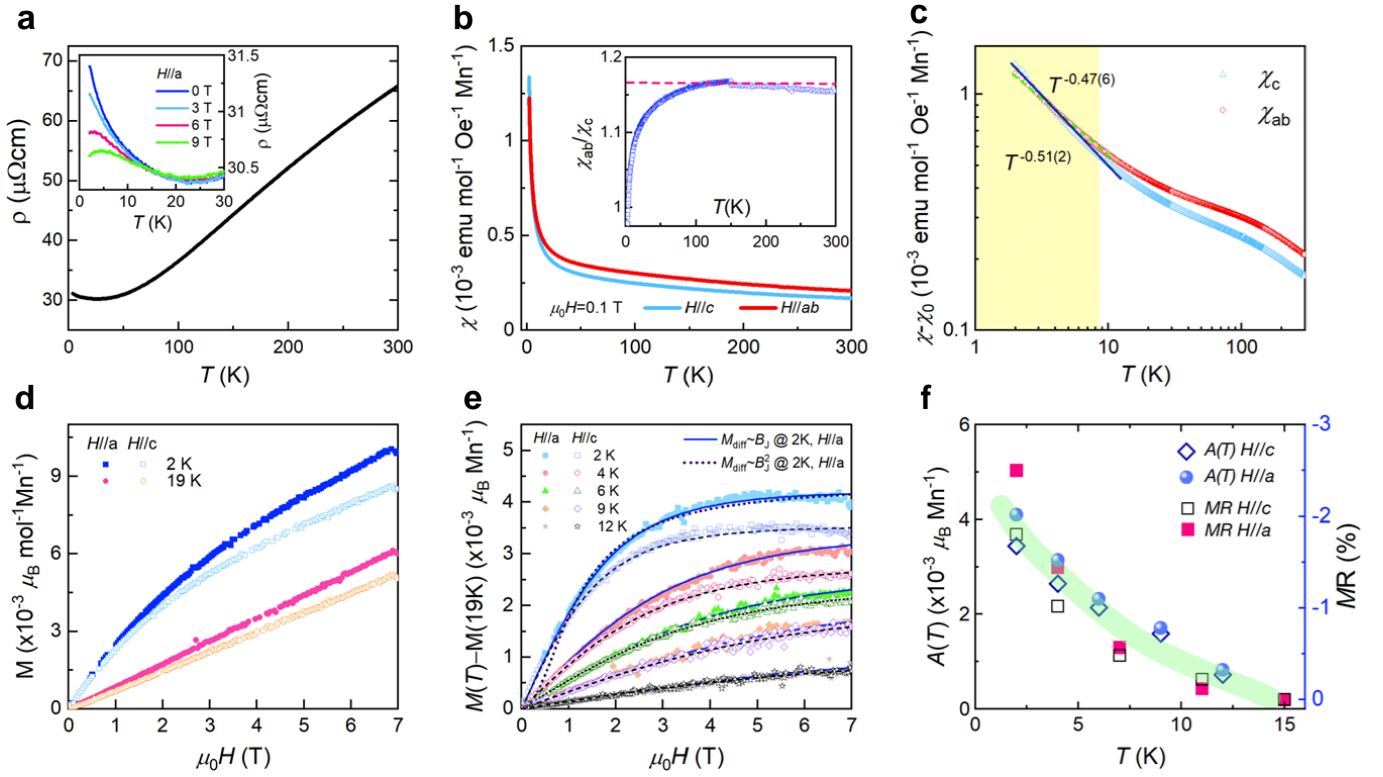 a
70
60
50
40
30
ρ (μΩcm)
H//a
0 T
3 T
6 T
9 T
31.5
31
30.5
ρ (μΩcm)
0 10 20 30
T (K)
0 100 200 300
T (K)
b
1.5
1
0.5
0
χ (10⁻³ emu mol⁻¹ Oe⁻¹ Mn⁻¹)
1.2
1.1
1
χab/χc
T(K)
0 100 200 300
μ₀H=0.1 T H//c H//ab
0 100 200 300
T (K)
c
1
0.1
χ-χ₀ (10⁻³ emu mol⁻¹ Oe⁻¹ Mn⁻¹)
T⁻⁰·⁴⁷⁽⁶⁾
T⁻⁰·⁵¹⁽²⁾
χc
χab
1 10 100
T (K)
d
9
6
3
0
M (x10⁻³ μB mol⁻¹Mn⁻¹)
H//a H//c
2 K
19 K
0 1 2 3 4 5 6 7
μ₀H (T)
e
5
4
3
2
1
0
M(T)–M(19K) (x10⁻³ μB Mn⁻¹)
H//a H//c
2 K
4 K
6 K
9 K
12 K
Mdiff~BJ @ 2K, H//a
Mdiff~BJ² @ 2K, H//a
0 1 2 3 4 5 6 7
μ₀H (T)
f
6
4
2
0
A(T) (x10⁻³ μB Mn⁻¹)
A(T) H//c
A(T) H//a
MR H//c
MR H//a
-3
-2
-1
0
MR (%)
0 5 10 15
T (K)